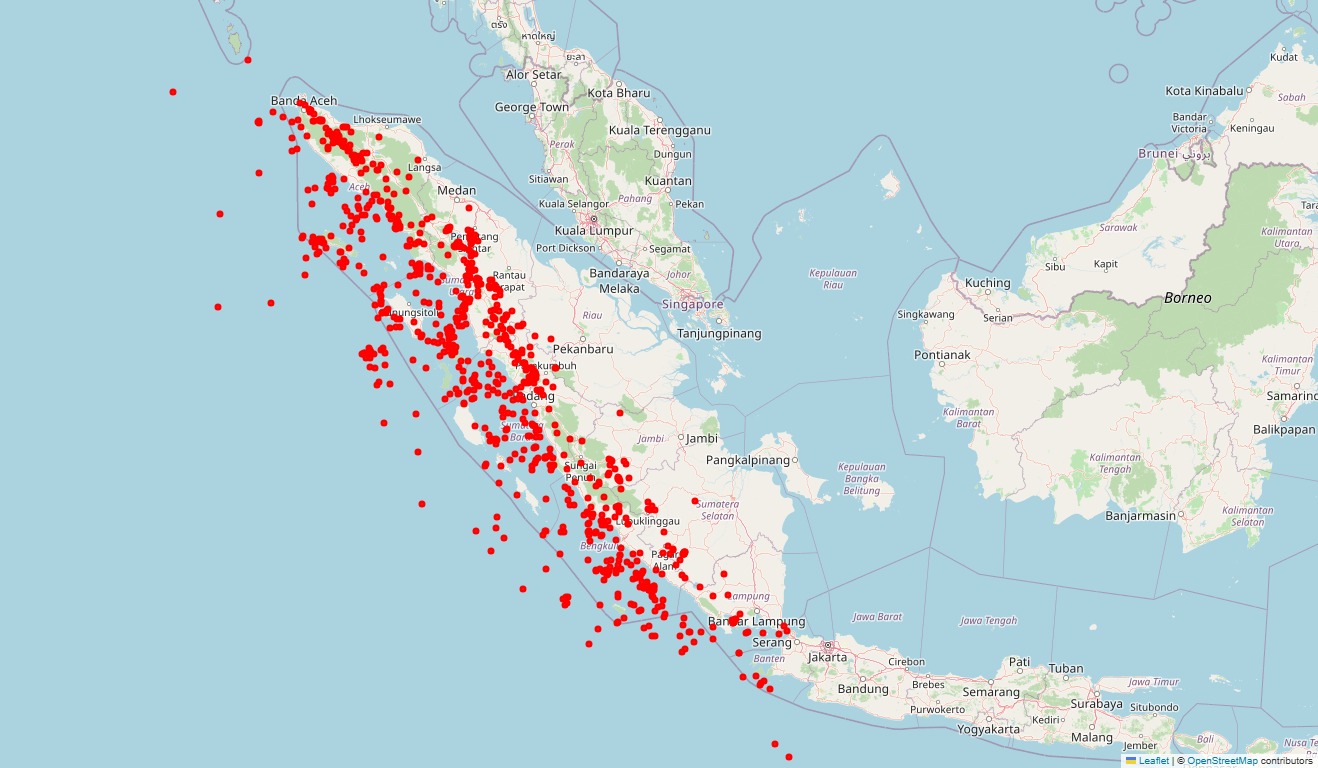 ตรัง
หาดใหญ่
ยะลา
Kudat
Alor Setar
Kota Bharu
Kota Kinabalu
Sabah
Banda Aceh
George Town
Lhokseumawe
Kuala Terengganu
Bandar
Victoria
Keningau
Perak
Dungun
Brunei بروني
Langsa
Sitiawan
Kuantan
Aceh
Medan
Pahang
Kuala Selangor
Pekan
Kuala Lumpur
Sarawak
Kalimantan
Utara
Port Dickson
Segamat
Sibu
Kapit
Bandaraya
Melaka
Johor
Kepulauan
Riau
Rantau
Kuching
Borneo
Singapore
Singkawang
Serian
Riau
Tanjungpinang
Pekanbaru
Pontianak
Kalimantan
Timur
Samarind
Kalimantan
Barat
Balikpapan
Jambi
Jambi
Pangkalpinang
Kalimantan
Tengah
Sungai
Penuh
Kepulauan
Bangka
Belitung
Sumatera
Selatan
Banjarmasin
Kalimantan
Selatan
Lubuklinggau
Bengkulu
Pagar
Alam
Lampung
Bandar Lampung
Jawa Barat
Jawa Tengah
Serang
Banten
Jakarta
Cirebon
Pati
Tuban
Bandung
Brebes
Semarang
Jawa Timur
Purwokerto
Surabaya
Situbondo
Kediri
Yogyakarta
Malang
Jember
Bali
Nusa Te
Leaflet | © OpenStreetMap contributors